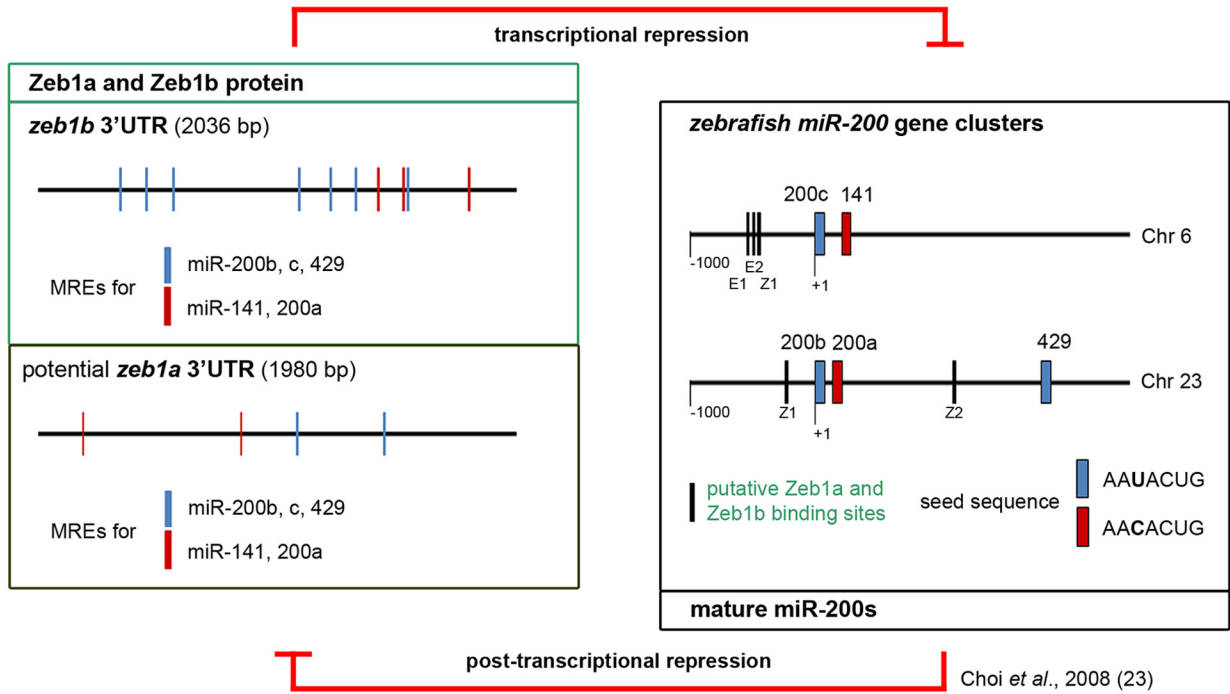 transcriptional repression
Zeb1a and Zeb1b protein
zeb1b 3’UTR (2036 bp)
MREs for
miR-200b, c, 429
miR-141, 200a
potential zeb1a 3’UTR (1980 bp)
MREs for
miR-200b, c, 429
miR-141, 200a
zebrafish miR-200 gene clusters
200c 141
Chr 6
-1000
E1
E2
Z1
+1
200b 200a 429
Chr 23
-1000
Z1
+1
Z2
putative Zeb1a and
Zeb1b binding sites
seed sequence
AAUACUG
AACACUG
mature miR-200s
post-transcriptional repression
Choi et al., 2008 (23)